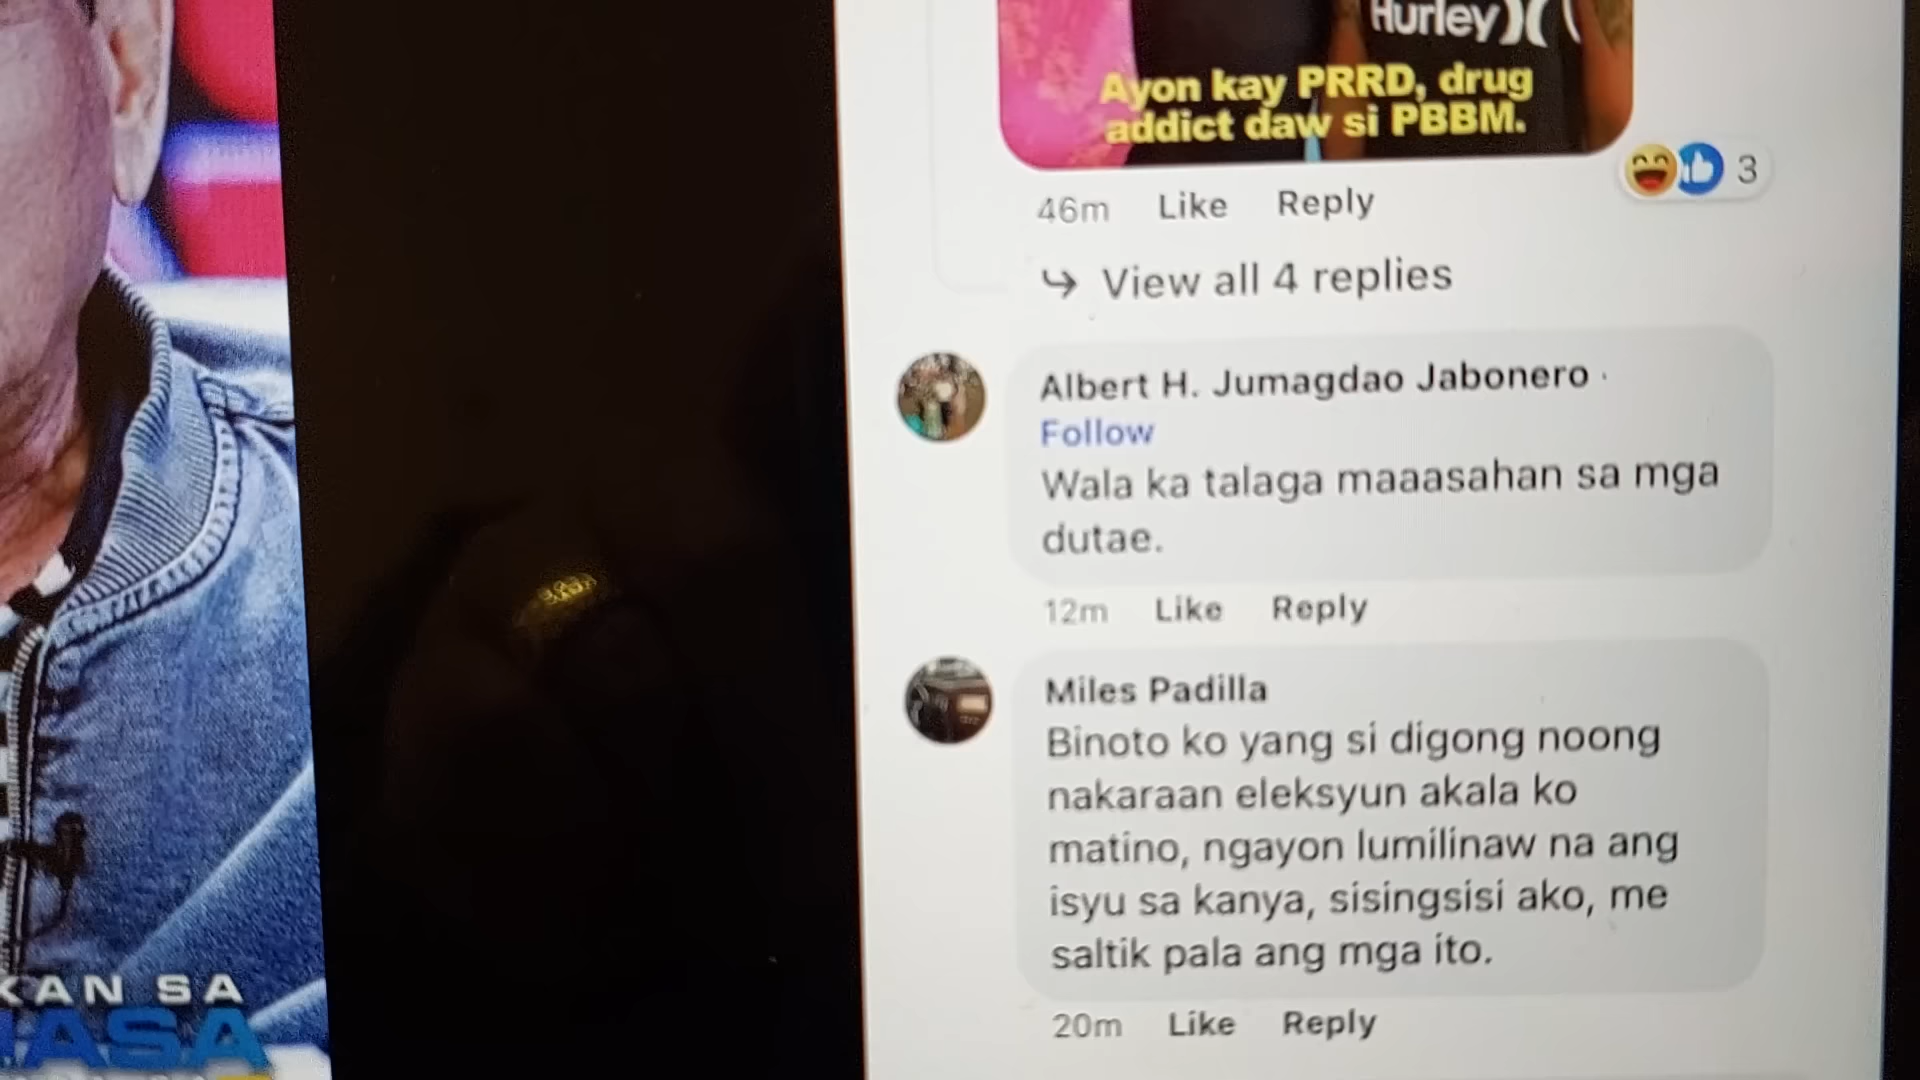 Hurley)(
Ayon kay PRRD, drug
addict daw si PBBM.
3
46m Like Reply
View all 4 replies
Albert H. Jumagdao Jabonero ·
Follow
Wala ka talaga maaasahan sa mga
dutae.
12m Like Reply
Miles Padilla
Binoto ko yang si digong noong
nakaraan eleksyun akala ko
matino, ngayon lumilinaw na ang
isyu sa kanya, sisingsisi ako, me
saltik pala ang mga ito.
20m Like Reply
KAN SA
ASA